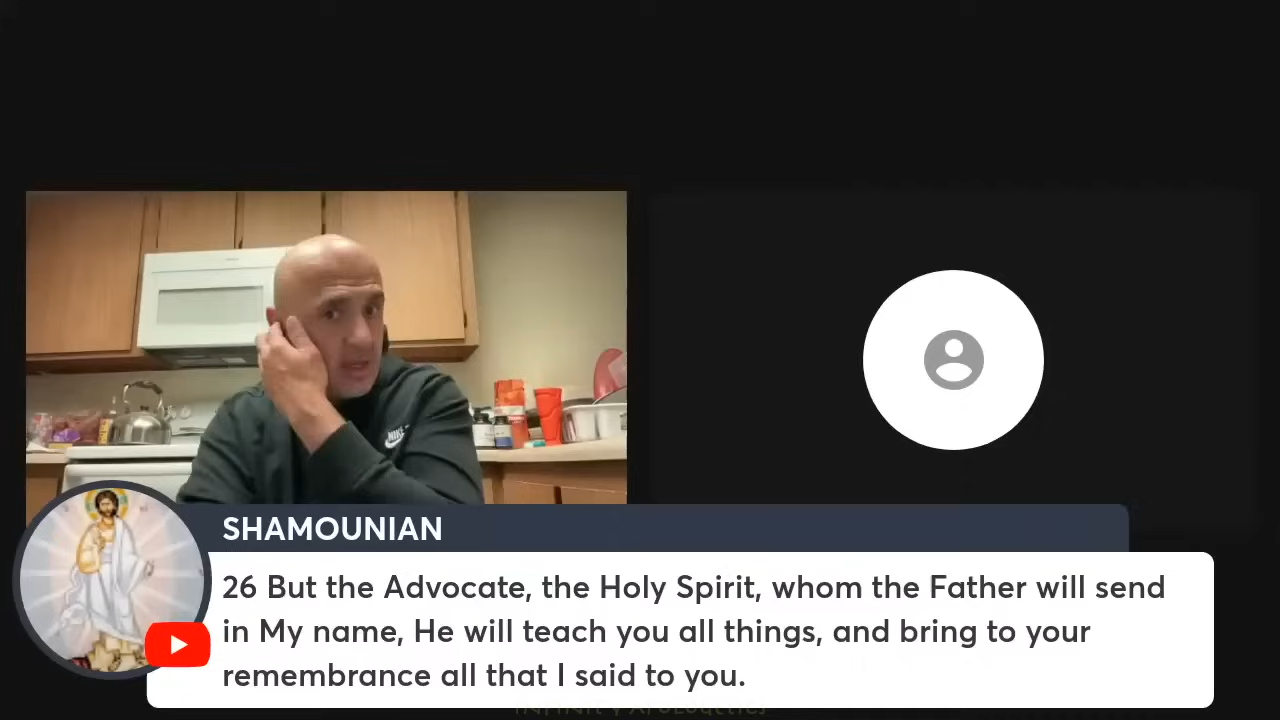 NIKE
SHAMOUNIAN
26 But the Advocate, the Holy Spirit, whom the Father will send
in My name, He will teach you all things, and bring to your
remembrance all that I said to you.